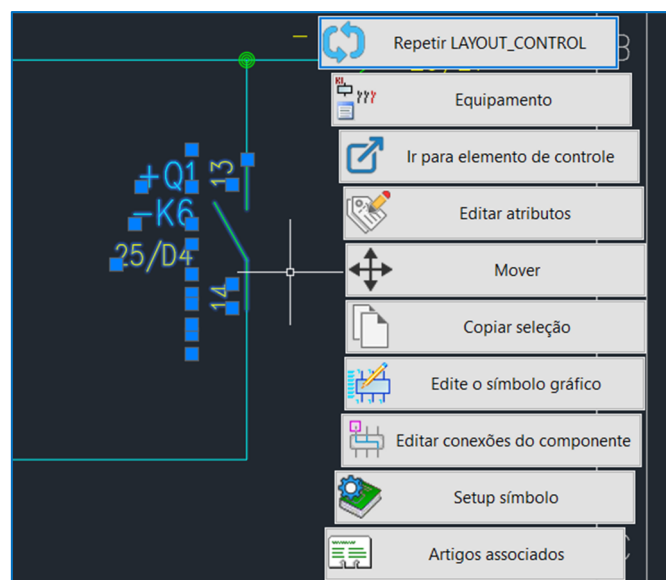 Repetir LAYOUT_CONTROL
B
Equipamento
Ir para elemento de controle
Editar atributos
Mover
Copiar seleção
Edite o símbolo gráfico
Editar conexões do componente
Setup símbolo
Artigos associados
C
+Q1
13
-K6
25/D4
14